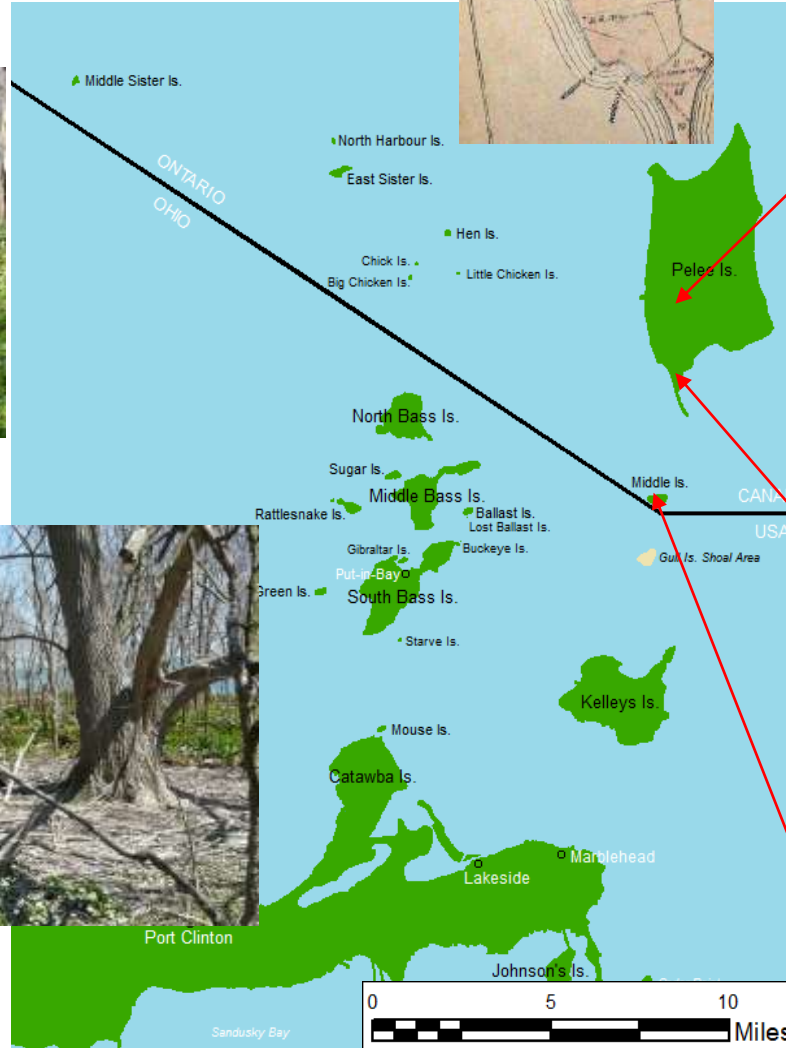 Middle Sister Is.
North Harbour Is.
ONTARIO
OHIO
East Sister Is.
Hen Is.
Chick Is.
Big Chicken Is.
Little Chicken Is.
Pelee Is.
North Bass Is.
Sugar Is.
Middle Bass Is.
Middle Is.
Rattlesnake Is.
Ballast Is.
Lost Ballast Is.
CANA
USA
Gibraltar Is.
Buckeye Is.
Gull Is. Shoal Area
Put-in-Bay
Green Is.
South Bass Is.
Starve Is.
Kelleys Is.
Mouse Is.
Catawba Is.
Marblehead
Lakeside
Port Clinton
Johnson's Is.
0 5 10
Miles
Sandusky Bay